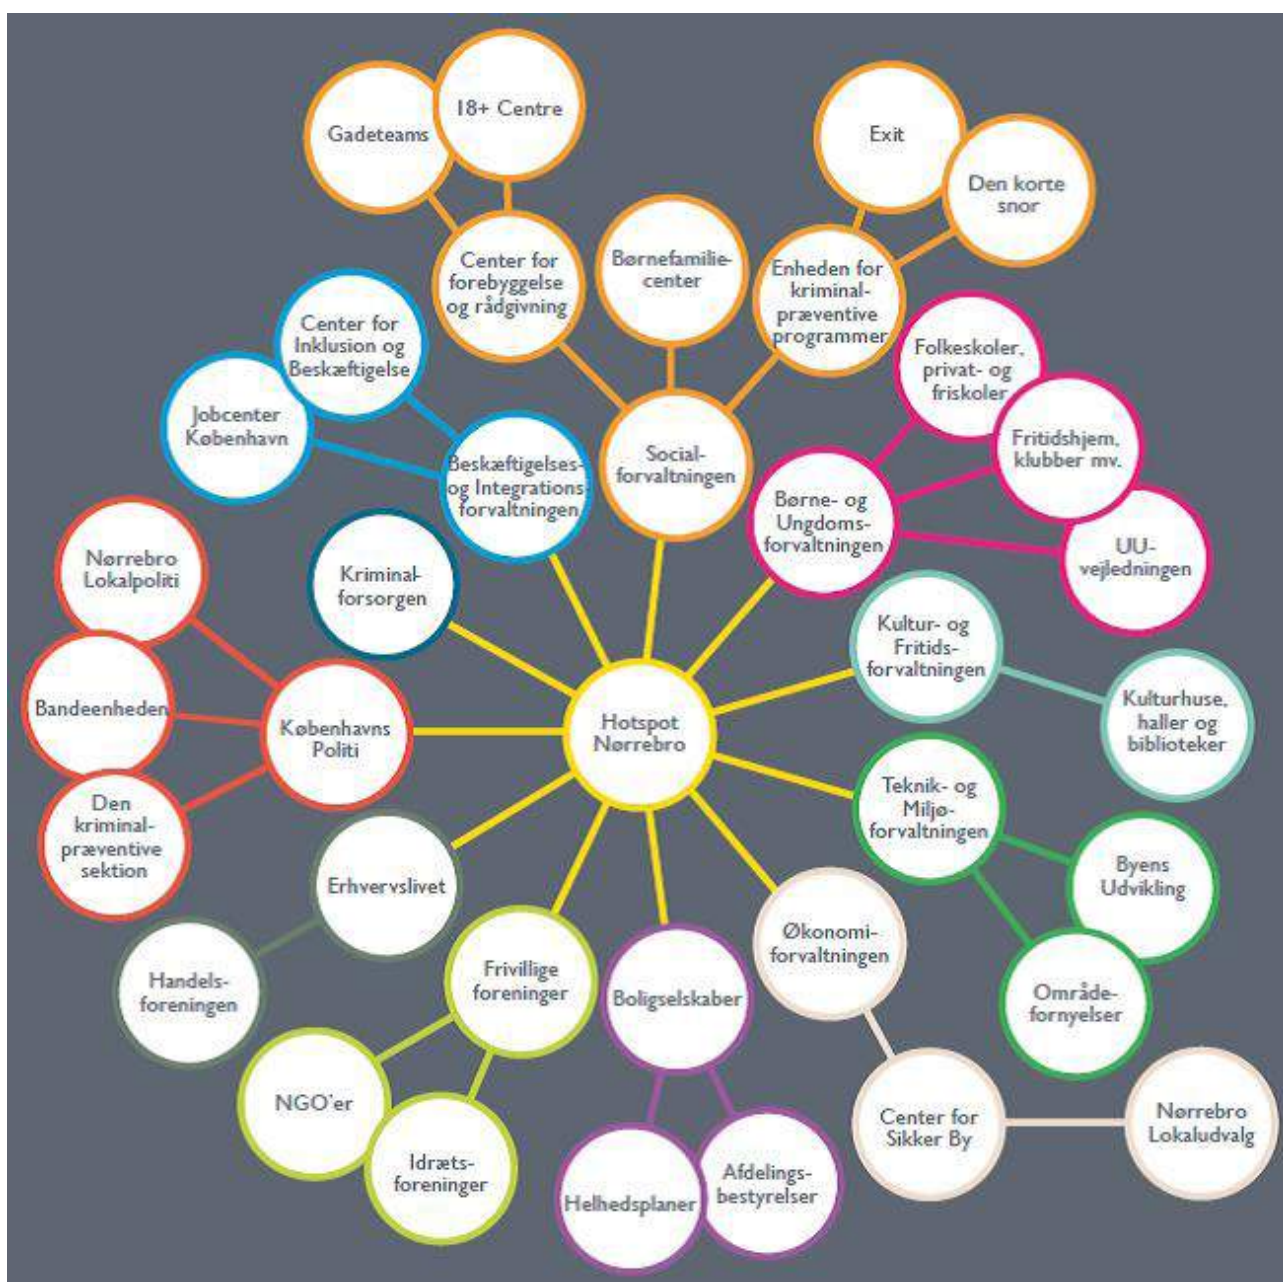 Gadeteams
18+ Centre
Exit
Den korte
snor
Center for
forebyggelse
og rådgivning
Børnefamilie-
center
Enheden for
kriminal-
præventive
programmer
Center for
Inklusion og
Beskæftigelse
Jobcenter
København
Beskæftigelses-
og Integrations-
forvaltningen
Social-
forvaltningen
Folkeskoler,
privat- og
friskoler
Fritidshjem,
klubber mv.
UU-
vejledningen
Børne- og
Ungdoms-
forvaltningen
Nørrebro
Lokalpoliti
Kriminal-
forsorgen
Kultur- og
Fritids-
forvaltningen
Kulturhuse,
haller og
biblioteker
Bandeenheden
Københavns
Politi
Hotspot
Nørrebro
Den
kriminal-
præventive
sektion
Teknik- og
Miljø-
forvaltningen
Byens
Udvikling
Område-
fornyelser
Erhvervslivet
Handels-
foreningen
Frivillige
foreninger
Boligselskaber
Økonomi-
forvaltningen
NGO'er
Idræts-
foreninger
Helhedsplaner
Afdelings-
bestyrelser
Center for
Sikker By
Nørrebro
Lokaludvalg